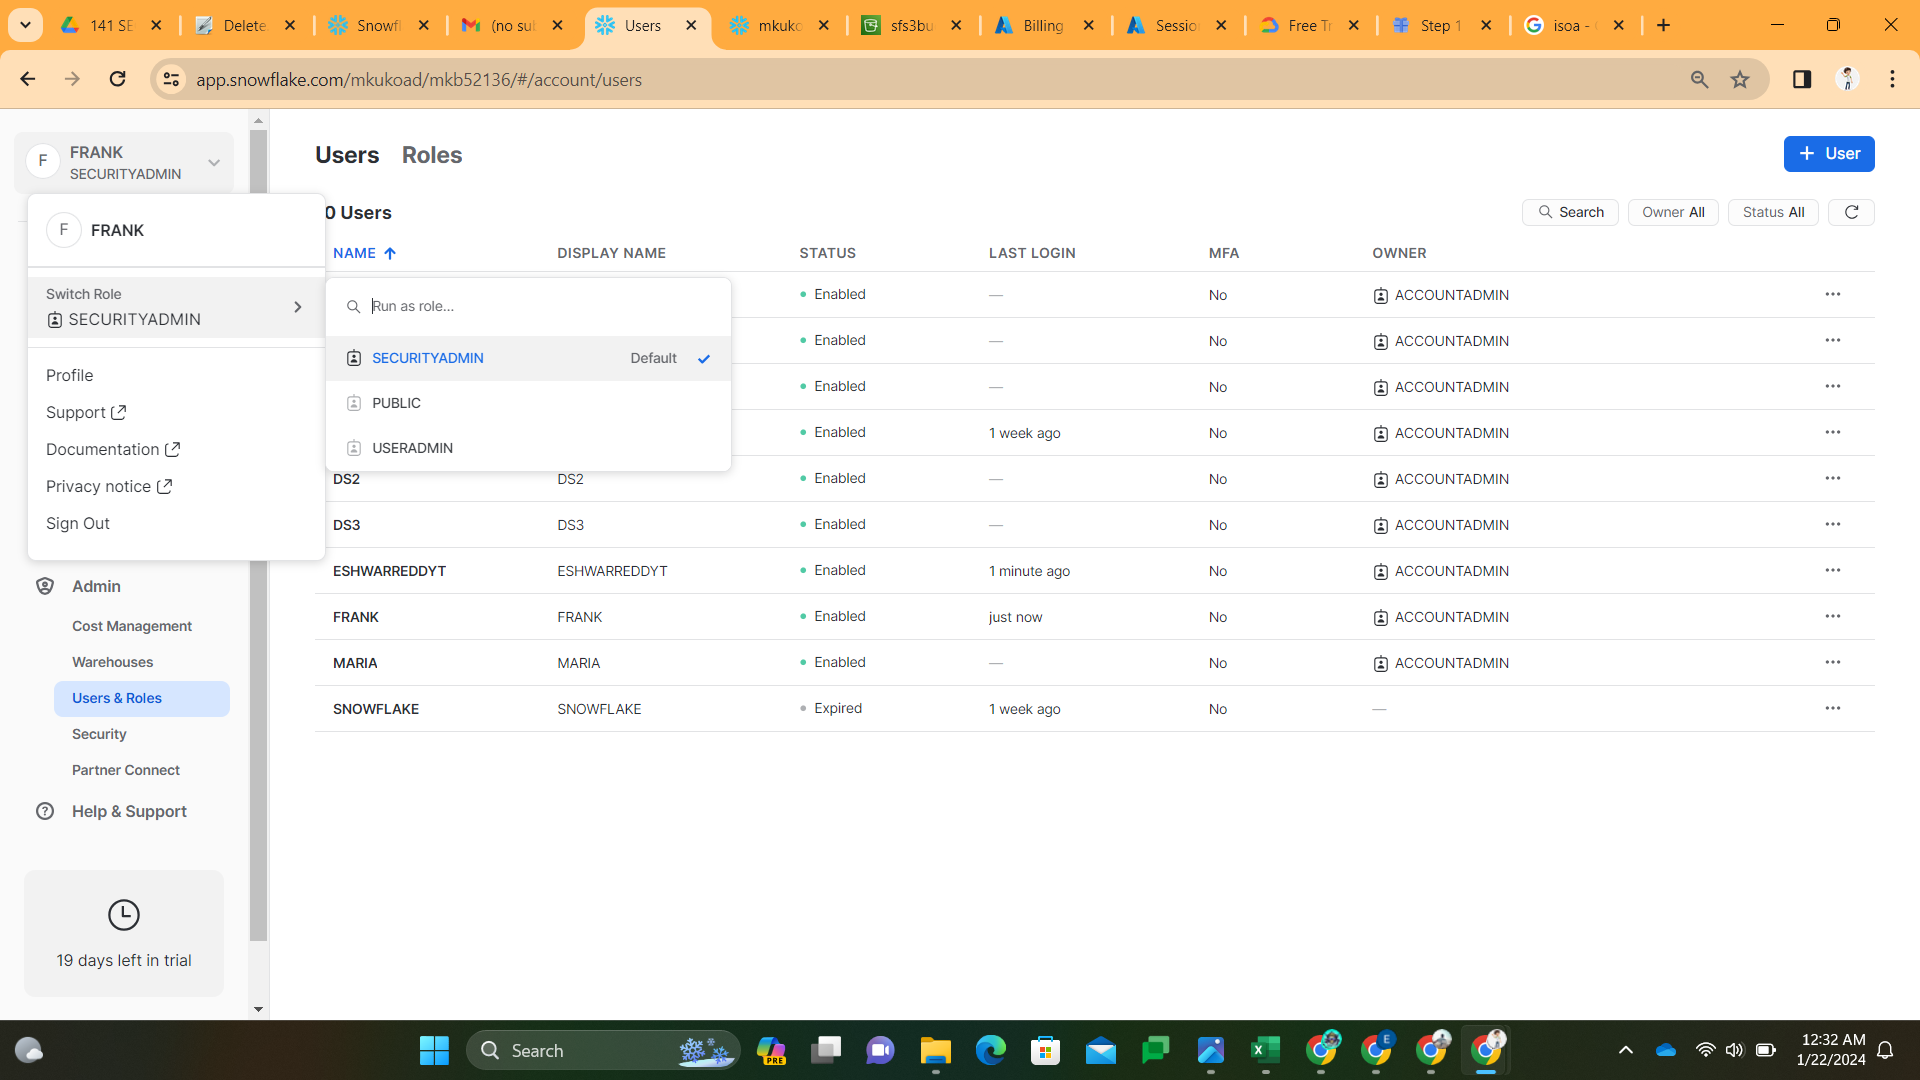 141 SE
Delete
Snowfl
(no sub
Users
mkuko
sfs3bu
Billing
Sessio
Free Tr
Step 1
isoa -
app.snowflake.com/mkukoad/mkb52136/#/account/users
F
FRANK
SECURITYADMIN
Users
Roles
+ User
F
FRANK
0 Users
Search
Owner All
Status All
NAME
DISPLAY NAME
STATUS
LAST LOGIN
MFA
OWNER
Switch Role
SECURITYADMIN
Run as role...
SECURITYADMIN
Default
PUBLIC
USERADMIN
Profile
Support
Documentation
Privacy notice
Sign Out
Enabled — No ACCOUNTADMIN
Enabled — No ACCOUNTADMIN
Enabled — No ACCOUNTADMIN
Enabled 1 week ago No ACCOUNTADMIN
DS2 DS2 Enabled — No ACCOUNTADMIN
DS3 DS3 Enabled — No ACCOUNTADMIN
ESHWARREDDYT ESHWARREDDYT Enabled 1 minute ago No ACCOUNTADMIN
FRANK FRANK Enabled just now No ACCOUNTADMIN
MARIA MARIA Enabled — No ACCOUNTADMIN
SNOWFLAKE SNOWFLAKE Expired 1 week ago No —
Admin
Cost Management
Warehouses
Users & Roles
Security
Partner Connect
Help & Support
19 days left in trial
Search
PRE
E
12:32 AM
1/22/2024